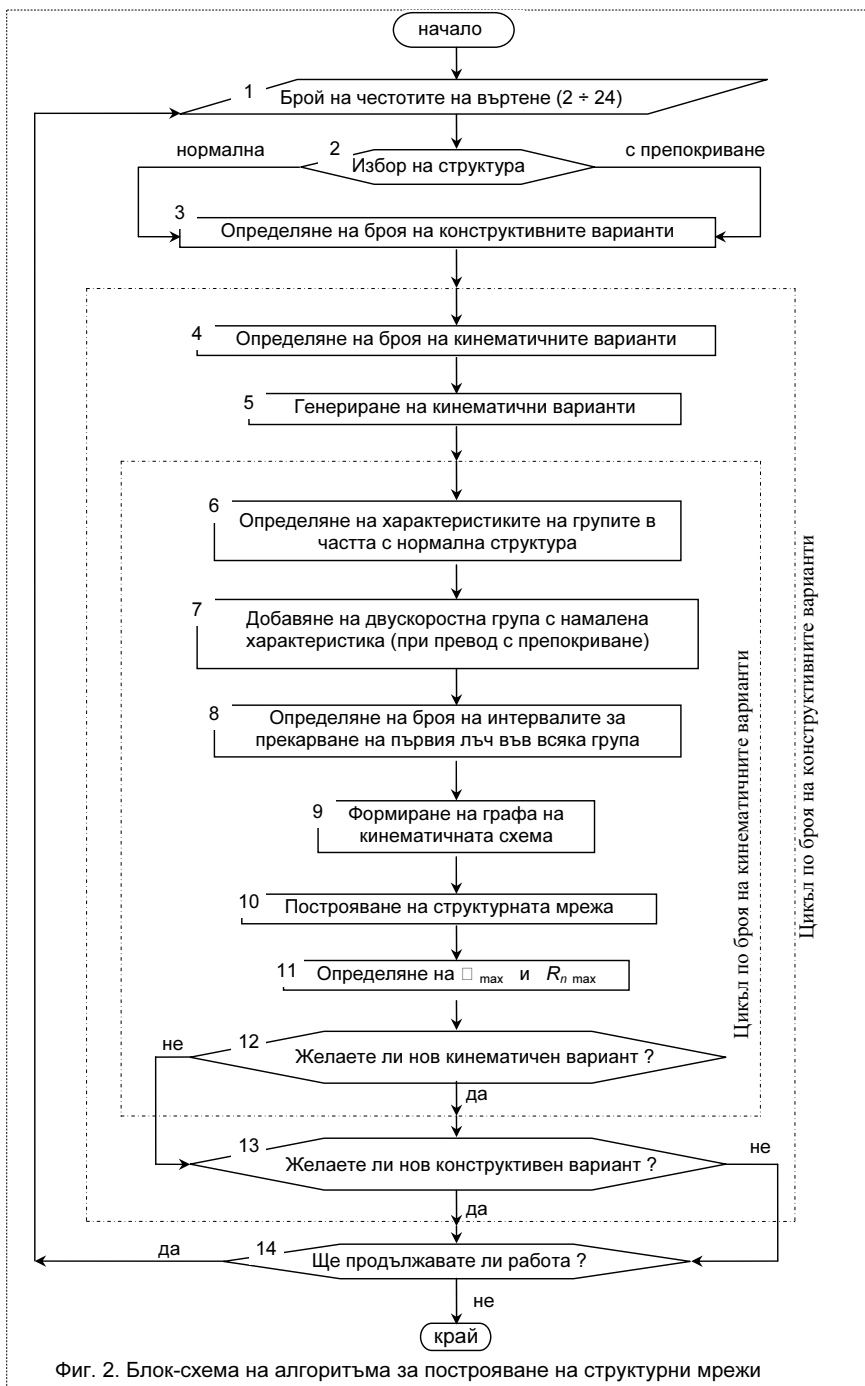 начало
1
Брой на честотите на въртене (2 ÷ 24)
нормална
2
Избор на структура
с препокриване
3
Определяне на броя на конструктивните варианти
4
Определяне на броя на кинематичните варианти
5
Генериране на кинематични варианти
6
Определяне на характеристиките на групите в
частта с нормална структура
7
Добавяне на двускоростна група с намалена
характеристика (при превод с препокриване)
8
Определяне на броя на интервалите за
прекарване на първия лъч във всяка група
9
Формиране на графа на
кинематичната схема
10
Построяване на структурната мрежа
11
Определяне на □ max и Rn max
12
не
Желаете ли нов кинематичен вариант ?
да
Цикъл по броя на кинематичните варианти
Цикъл по броя на конструктивните варианти
13
не
Желаете ли нов конструктивен вариант ?
да
да
14
Ще продължавате ли работа ?
не
край
Фиг. 2. Блок-схема на алгоритъма за построяване на структурни мрежи